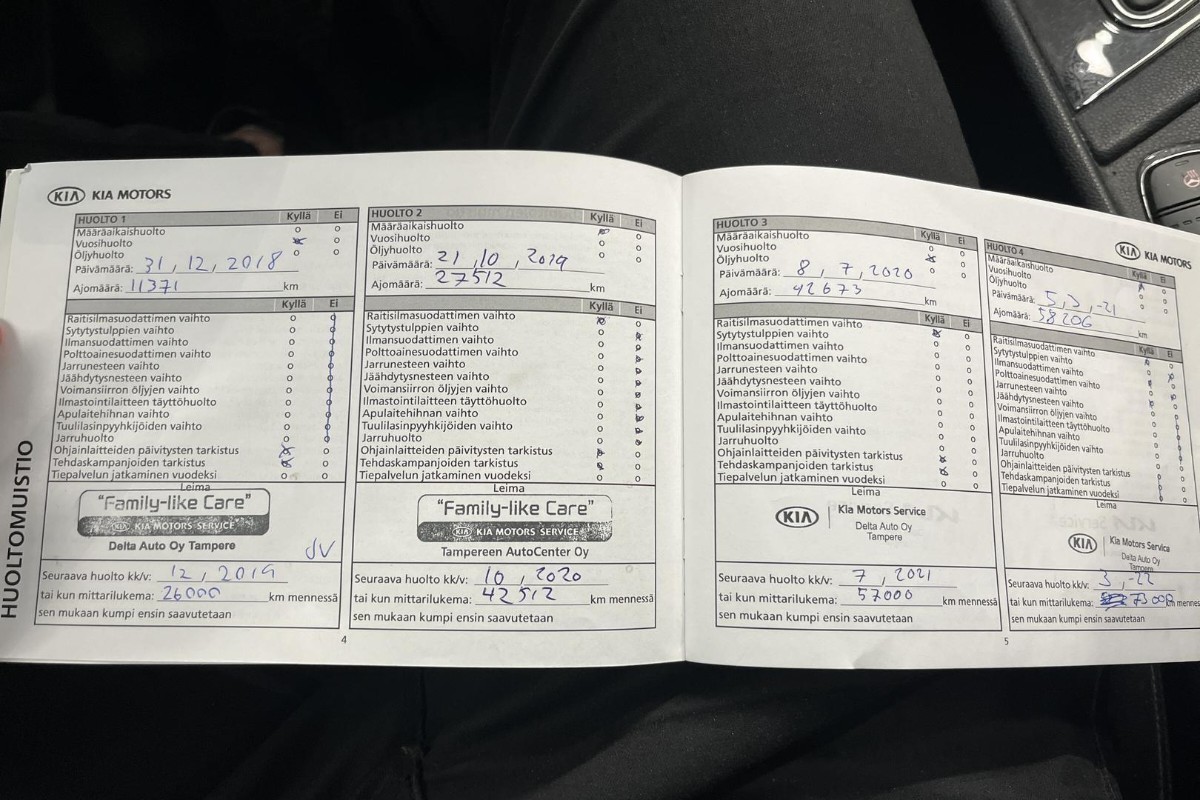 HUOLTOMUISTIO
KIA KIA MOTORS
HUOLTO 1 Kyllä Ei
Määräaikaishuolto
Vuosihuolto
Öljyhuolto
Päivämäärä: 31, 12, 2018
Ajomäärä: 11371 km
Kyllä Ei
Raitisilmasuodattimen vaihto
Sytytystulppien vaihto
Ilmansuodattimen vaihto
Polttoainesuodattimen vaihto
Jarrunesteen vaihto
Jäähdytysnesteen vaihto
Voimansiirron öljyjen vaihto
Ilmastointilaitteen täyttöhuolto
Apulaitehihnan vaihto
Tuulilasinpyyhkijöiden vaihto
Jarruhuolto
Ohjainlaitteiden päivitysten tarkistus
Tehdaskampanjoiden tarkistus
Tiepalvelun jatkaminen vuodeksi
Leima
"Family-like Care"
KIA KIA MOTORS SERVICE
Delta Auto Oy Tampere
JV
Seuraava huolto kk/v: 12, 2019
tai kun mittarilukema: 26000 km mennessä
sen mukaan kumpi ensin saavutetaan
HUOLTO 2 Kyllä Ei
Määräaikaishuolto
Vuosihuolto
Öljyhuolto
Päivämäärä: 21, 10, 2019
Ajomäärä: 27512 km
Kyllä Ei
Raitisilmasuodattimen vaihto
Sytytystulppien vaihto
Ilmansuodattimen vaihto
Polttoainesuodattimen vaihto
Jarrunesteen vaihto
Jäähdytysnesteen vaihto
Voimansiirron öljyjen vaihto
Ilmastointilaitteen täyttöhuolto
Apulaitehihnan vaihto
Tuulilasinpyyhkijöiden vaihto
Jarruhuolto
Ohjainlaitteiden päivitysten tarkistus
Tehdaskampanjoiden tarkistus
Tiepalvelun jatkaminen vuodeksi
Leima
"Family-like Care"
KIA KIA MOTORS SERVICE
Tampereen AutoCenter Oy
Seuraava huolto kk/v: 10, 2020
tai kun mittarilukema: 42512 km mennessä
sen mukaan kumpi ensin saavutetaan
4
HUOLTO 3 Kyllä Ei
Määräaikaishuolto
Vuosihuolto
Öljyhuolto
Päivämäärä: 8, 7, 2020
Ajomäärä: 42673 km
Kyllä Ei
Raitisilmasuodattimen vaihto
Sytytystulppien vaihto
Ilmansuodattimen vaihto
Polttoainesuodattimen vaihto
Jarrunesteen vaihto
Jäähdytysnesteen vaihto
Voimansiirron öljyjen vaihto
Ilmastointilaitteen täyttöhuolto
Apulaitehihnan vaihto
Tuulilasinpyyhkijöiden vaihto
Jarruhuolto
Ohjainlaitteiden päivitysten tarkistus
Tehdaskampanjoiden tarkistus
Tiepalvelun jatkaminen vuodeksi
Leima
KIA Kia Motors Service
Delta Auto Oy
Tampere
Seuraava huolto kk/v: 7, 2021
tai kun mittarilukema: 57000 km mennessä
sen mukaan kumpi ensin saavutetaan
KIA KIA MOTORS
HUOLTO 4 Kyllä Ei
Määräaikaishuolto
Vuosihuolto
Öljyhuolto
Päivämäärä: 5, 3, -21
Ajomäärä: 58206 km
Kyllä Ei
Raitisilmasuodattimen vaihto
Sytytystulppien vaihto
Ilmansuodattimen vaihto
Polttoainesuodattimen vaihto
Jarrunesteen vaihto
Jäähdytysnesteen vaihto
Voimansiirron öljyjen vaihto
Ilmastointilaitteen täyttöhuolto
Apulaitehihnan vaihto
Tuulilasinpyyhkijöiden vaihto
Jarruhuolto
Ohjainlaitteiden päivitysten tarkistus
Tehdaskampanjoiden tarkistus
Tiepalvelun jatkaminen vuodeksi
Leima
KIA Kia Motors Service
Delta Auto Oy
Tampere
Seuraava huolto kk/v: 3, -22
tai kun mittarilukema: 73000 km mennes
sen mukaan kumpi ensin saavutetaan
5